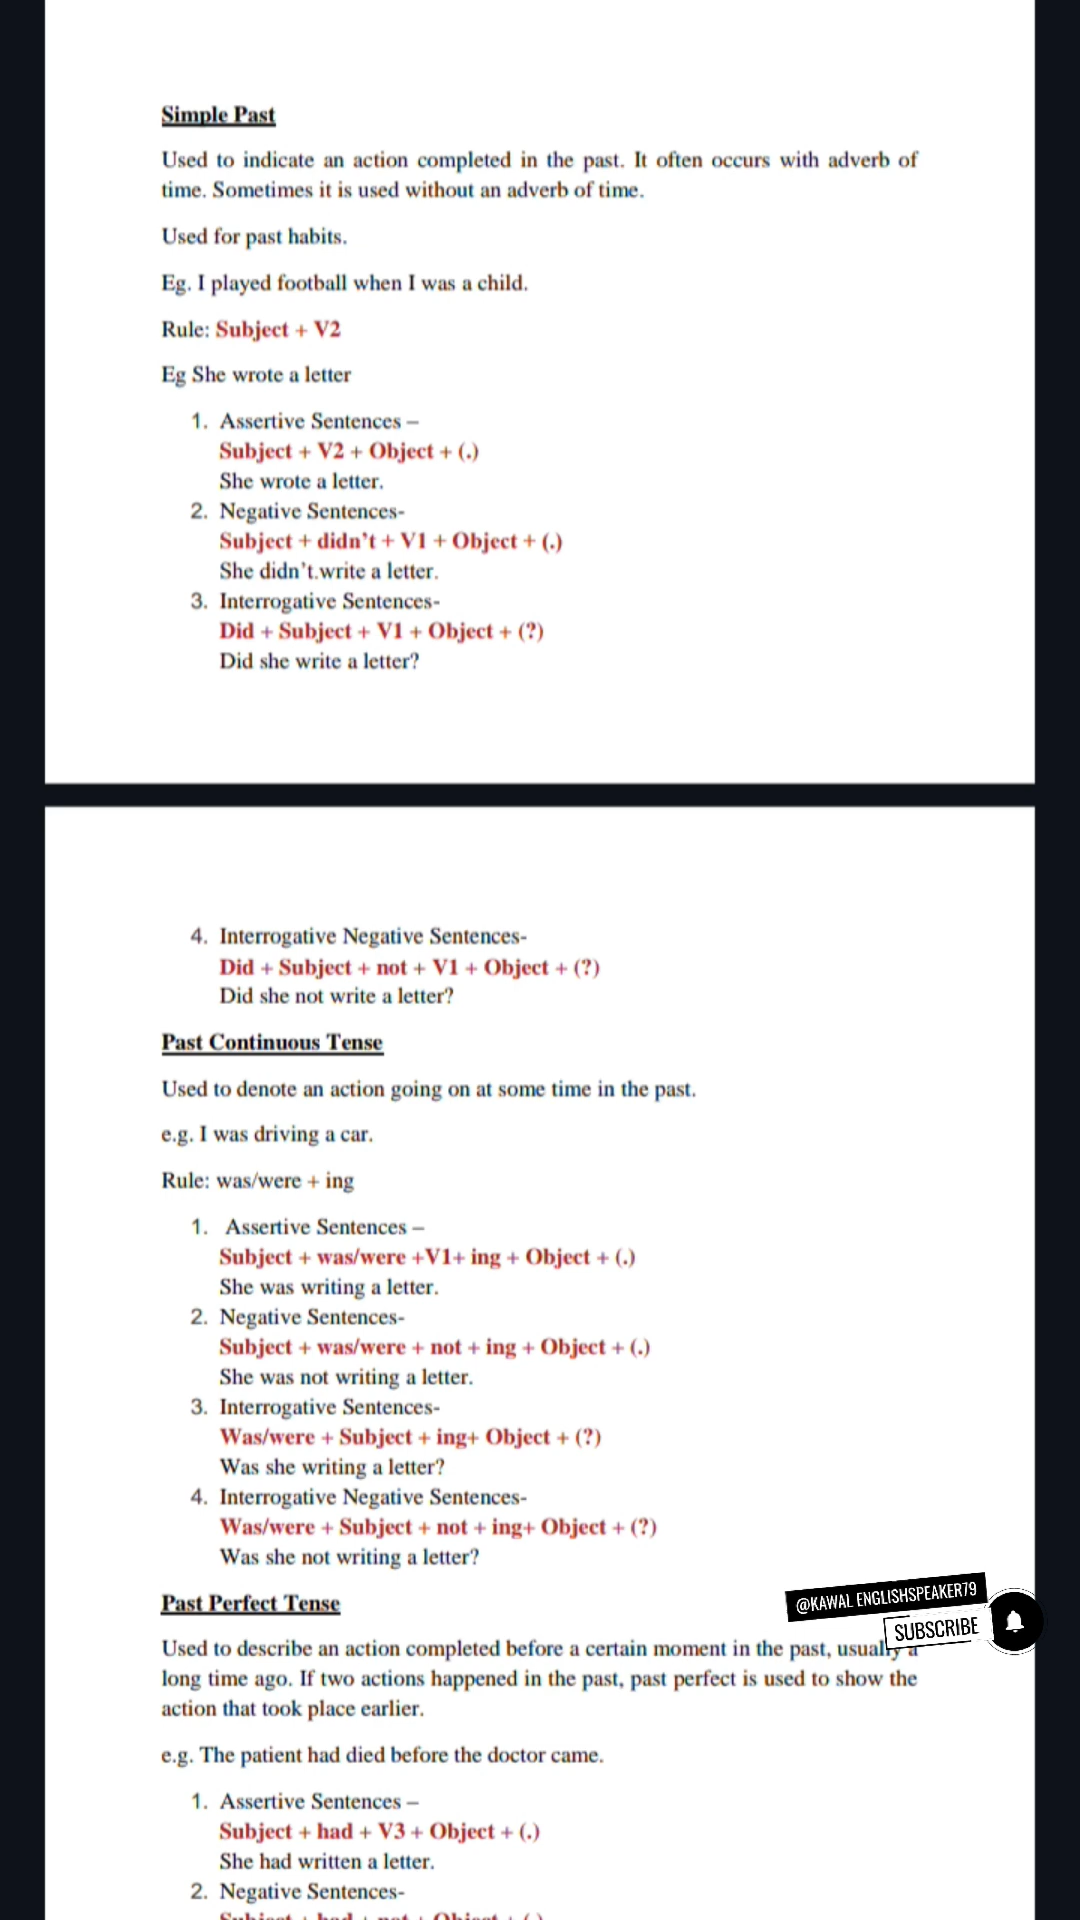 Simple Past
Used to indicate an action completed in the past. It often occurs with adverb of
time. Sometimes it is used without an adverb of time.
Used for past habits.
Eg. I played football when I was a child.
Rule: Subject + V2
Eg She wrote a letter
1. Assertive Sentences –
Subject + V2 + Object + (.)
She wrote a letter.
2. Negative Sentences-
Subject + didn't + V1 + Object + (.)
She didn't.write a letter.
3. Interrogative Sentences-
Did + Subject + V1 + Object + (?)
Did she write a letter?
4. Interrogative Negative Sentences-
Did + Subject + not + V1 + Object + (?)
Did she not write a letter?
Past Continuous Tense
Used to denote an action going on at some time in the past.
e.g. I was driving a car.
Rule: was/were + ing
1. Assertive Sentences –
Subject + was/were +V1+ ing + Object + (.)
She was writing a letter.
2. Negative Sentences-
Subject + was/were + not + ing + Object + (.)
She was not writing a letter.
3. Interrogative Sentences-
Was/were + Subject + ing+ Object + (?)
Was she writing a letter?
4. Interrogative Negative Sentences-
Was/were + Subject + not + ing+ Object + (?)
Was she not writing a letter?
Past Perfect Tense
@KAWAL ENGLISHSPEAKER79
SUBSCRIBE
Used to describe an action completed before a certain moment in the past, usually a
long time ago. If two actions happened in the past, past perfect is used to show the
action that took place earlier.
e.g. The patient had died before the doctor came.
1. Assertive Sentences –
Subject + had + V3 + Object + (.)
She had written a letter.
2. Negative Sentences-
Subject + had + not + Object + (.)